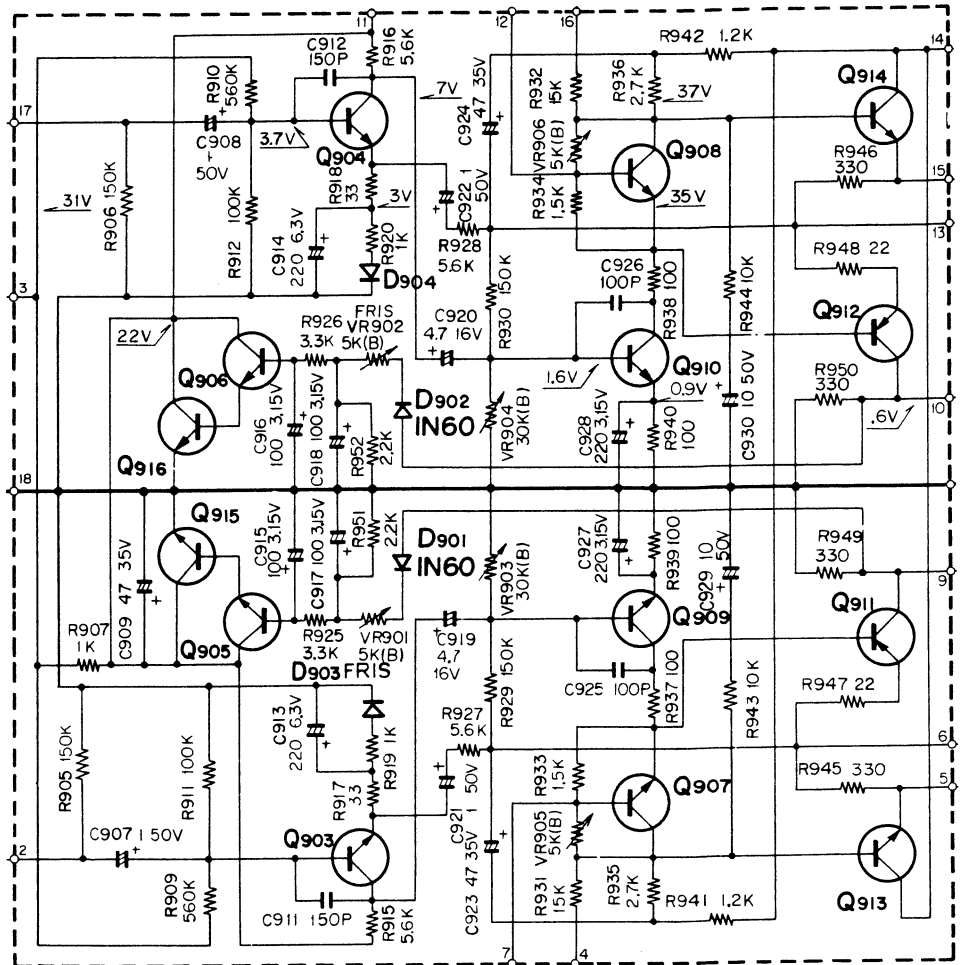 11
12
16
14
C912
150P
R916
5.6K
R942 1.2K
R910
560K
7V
C924
47 35V
R932
15K
R936
2.7K
37V
Q914
17
C908
1
50V
3.7V
Q904
VR906
5K(B)
Q908
R946
330
R918
33
3V
R934
1.5K
35V
15
31V
R906 150K
R912 100K
C914
220 6.3V
R920
1K
C922 1
50V
R928
5.6K
13
D904
R948 22
C926
100P
R938 100
R944 10K
Q912
3
FRIS
R926 VR902
3.3K 5K(B)
C920
4.7 16V
R930 150K
22V
Q906
Q910
1.6V
0.9V
R950
330
.6V
10
D902
IN60
C916
100 3.15V
C918 100 3.15V
R952
2.2K
VR904
30K(B)
C928
220 3.15V
R940
100
C930 10 50V
Q916
18
Q915
C915
100 3.15V
C917 100 3.15V
R951
2.2K
D901
IN60
VR903
30K(B)
C927
220 3.15V
R939 100
C929 10
50V
R949
330
9
C909 47 35V
Q911
R907
1K
Q905
R925
3.3K
VR901
5K(B)
C919
4.7
16V
Q909
D903 FRIS
R929 150K
C925 100P
R937 100
R943 10K
R947 22
R905 150K
R911 100K
C913
220 6.3V
R919 1K
R927
5.6K
6
R917
33
C921
50V
1
R933
1.5K
Q907
R945 330
5
C907 1 50V
Q903
2
C923 47 35V
VR905
5K(B)
R909
560K
C911 150P
R915
5.6K
R931
15K
R935
2.7K
R941 1.2K
Q913
7
4